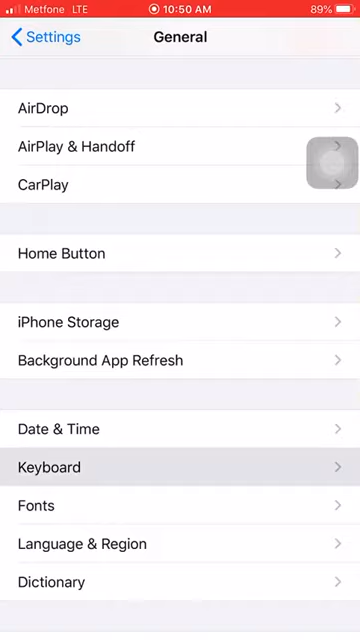 Metfone LTE 10:50 AM 89%
Settings General
AirDrop
AirPlay & Handoff
CarPlay
Home Button
iPhone Storage
Background App Refresh
Date & Time
Keyboard
Fonts
Language & Region
Dictionary